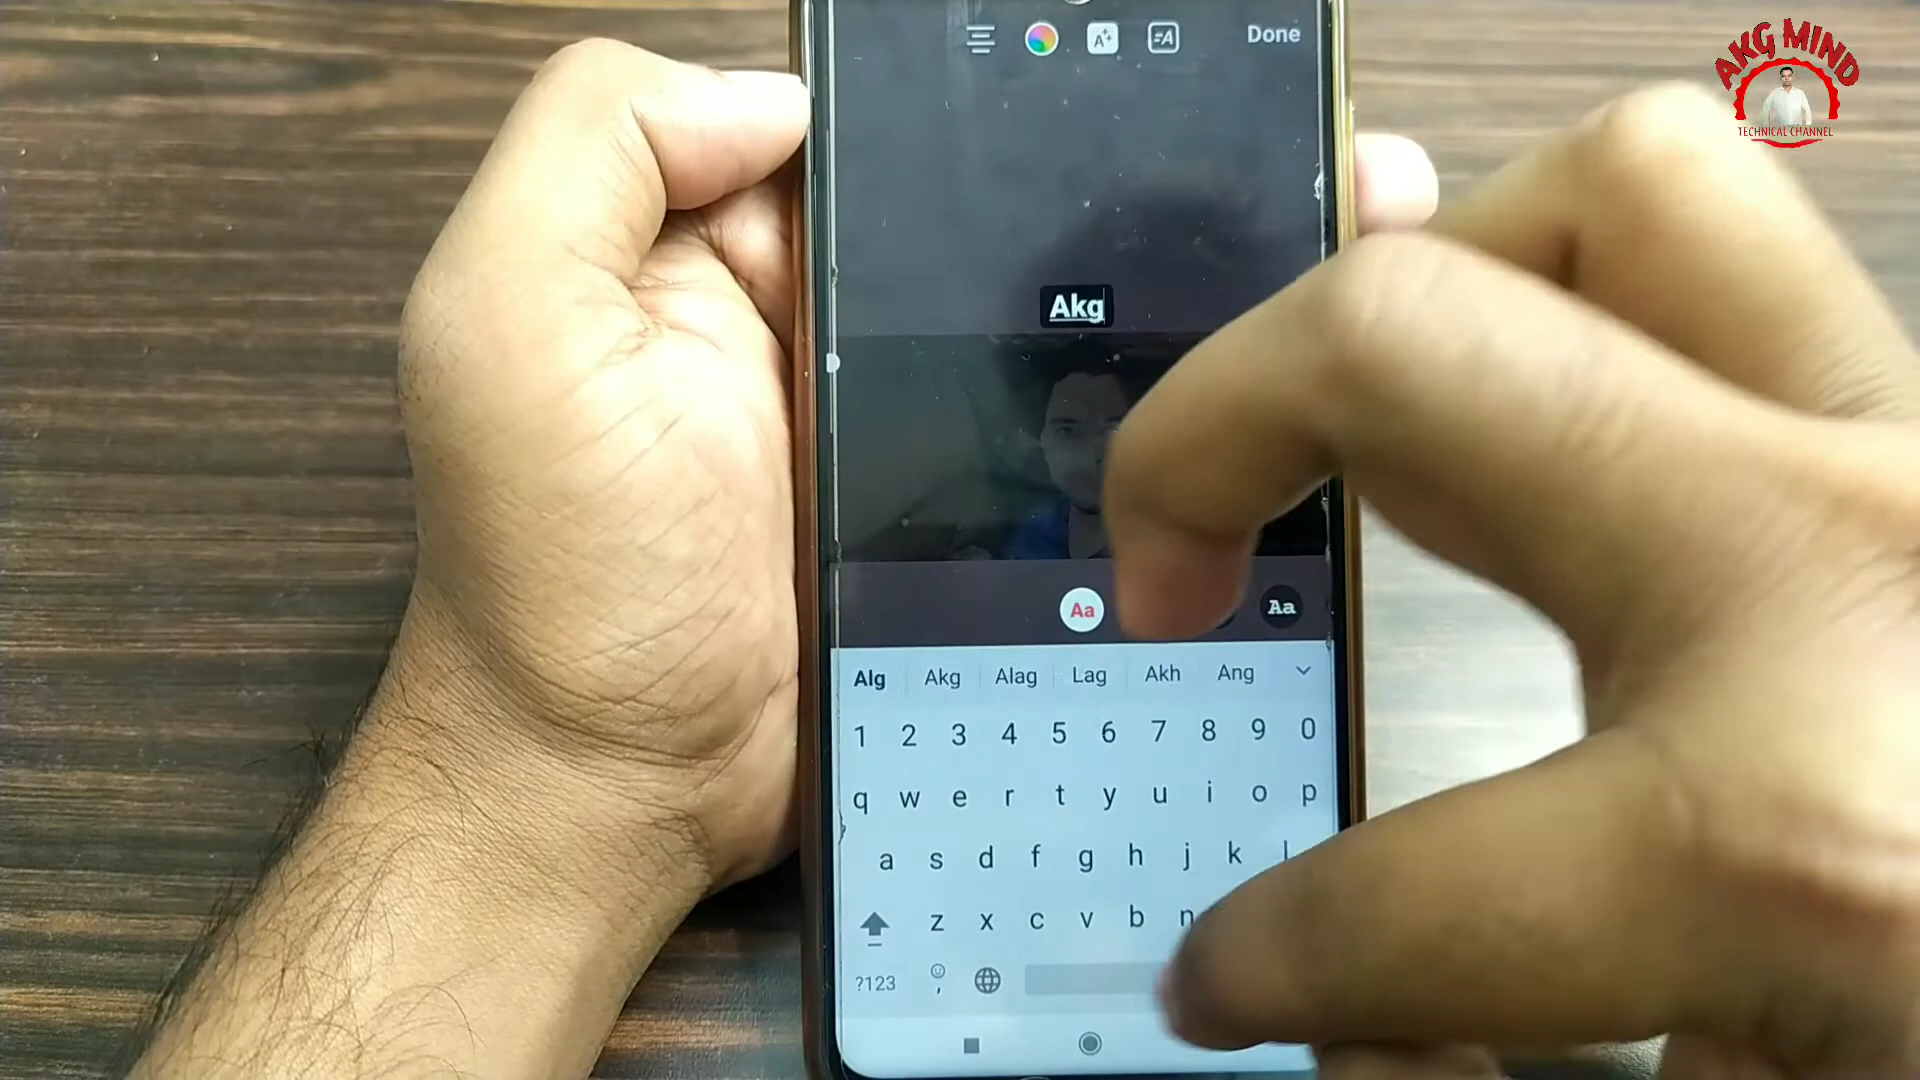 AKG MIND
TECHNICAL CHANNEL
Done
Akg
Aa Aa
Alg Akg Alag Lag Akh Ang
1 2 3 4 5 6 7 8 9 0
q w e r t y u i o p
a s d f g h j k l
z x c v b n
?123 ,